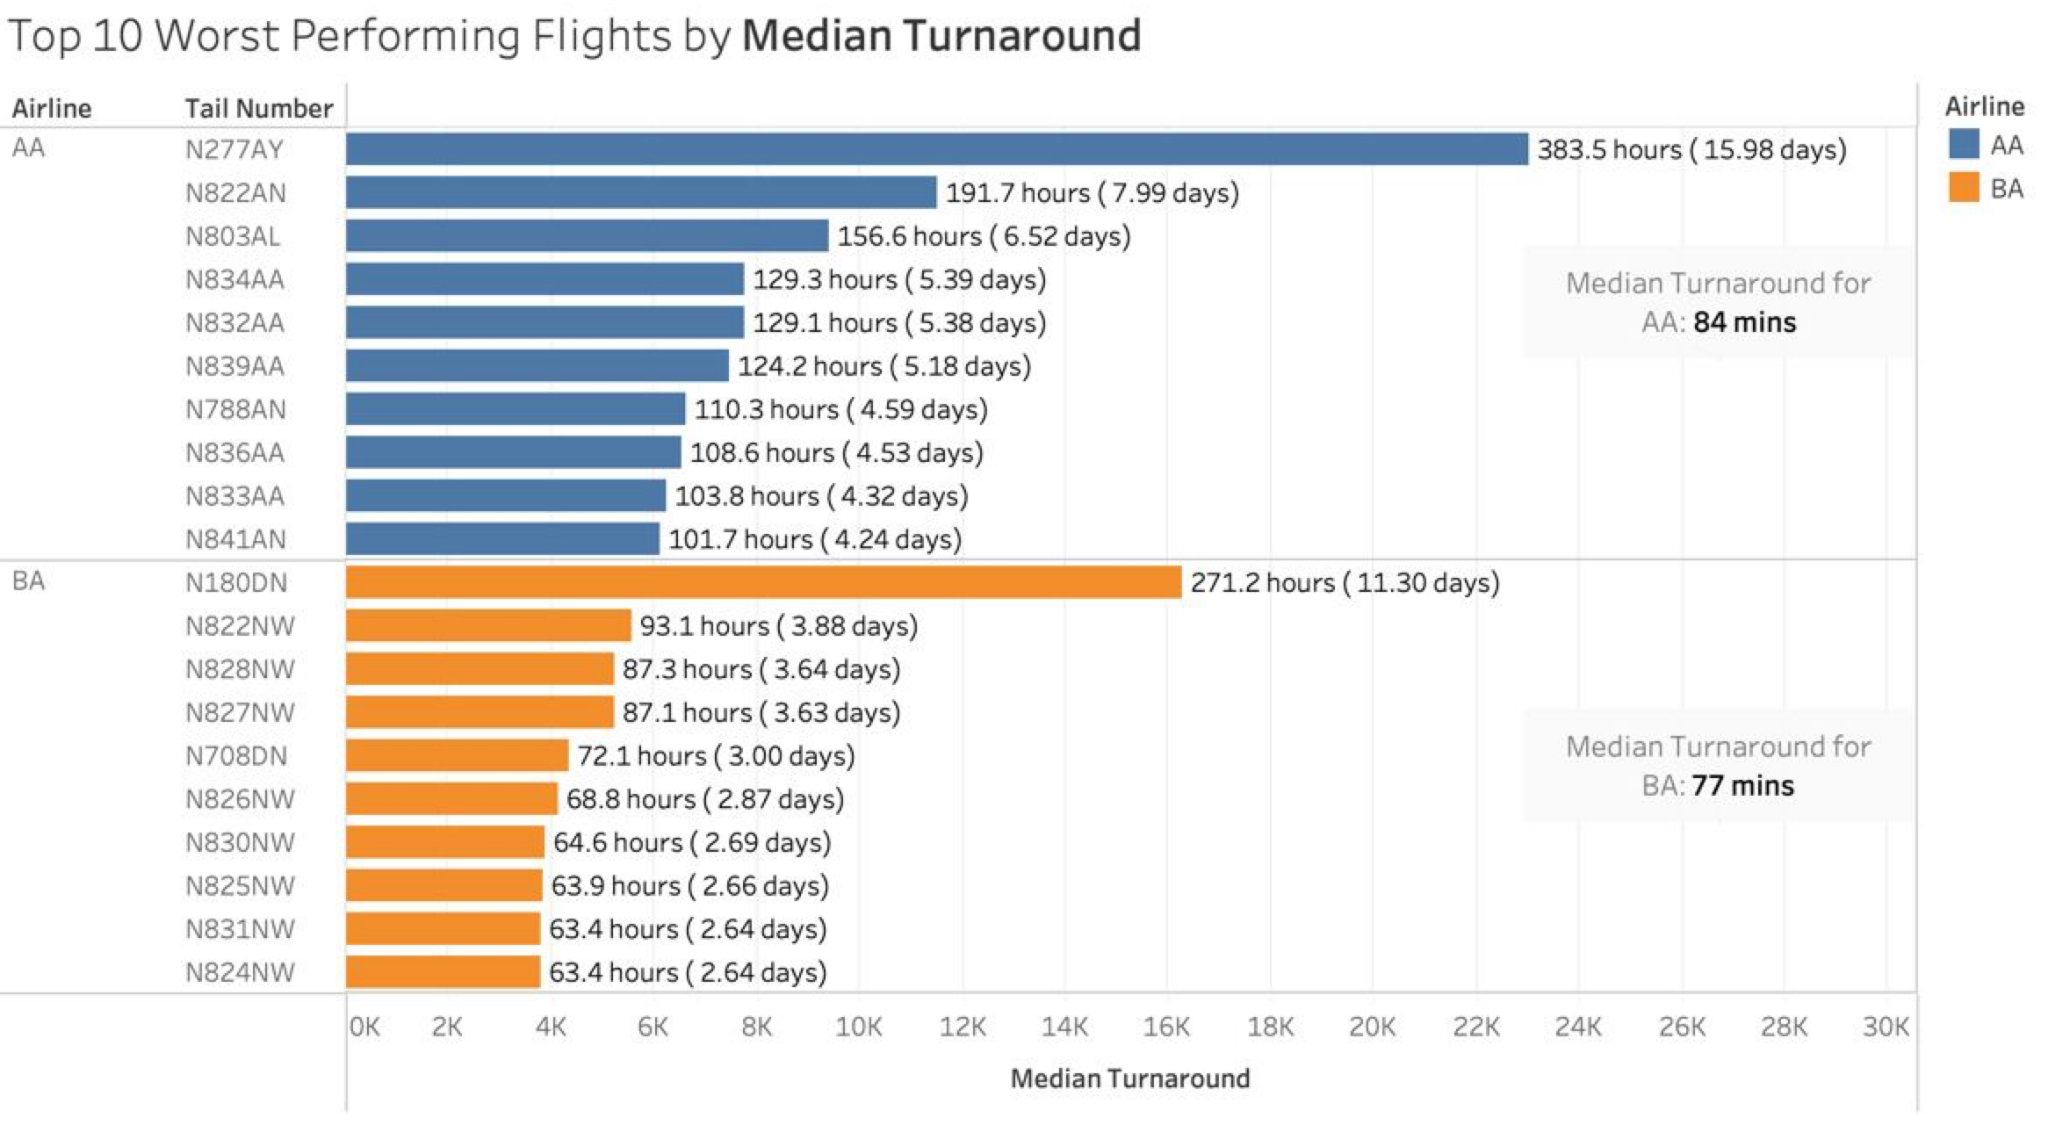 Top 10 Worst Performing Flights by Median Turnaround
Airline Tail Number
AA N277AY 383.5 hours ( 15.98 days)
N822AN 191.7 hours ( 7.99 days)
N803AL 156.6 hours ( 6.52 days)
N834AA 129.3 hours ( 5.39 days)
N832AA 129.1 hours ( 5.38 days)
N839AA 124.2 hours ( 5.18 days)
N788AN 110.3 hours ( 4.59 days)
N836AA 108.6 hours ( 4.53 days)
N833AA 103.8 hours ( 4.32 days)
N841AN 101.7 hours ( 4.24 days)
Median Turnaround for
AA: 84 mins
BA N180DN 271.2 hours ( 11.30 days)
N822NW 93.1 hours ( 3.88 days)
N828NW 87.3 hours ( 3.64 days)
N827NW 87.1 hours ( 3.63 days)
N708DN 72.1 hours ( 3.00 days)
N826NW 68.8 hours ( 2.87 days)
N830NW 64.6 hours ( 2.69 days)
N825NW 63.9 hours ( 2.66 days)
N831NW 63.4 hours ( 2.64 days)
N824NW 63.4 hours ( 2.64 days)
Median Turnaround for
BA: 77 mins
0K 2K 4K 6K 8K 10K 12K 14K 16K 18K 20K 22K 24K 26K 28K 30K
Median Turnaround
Airline
AA
BA